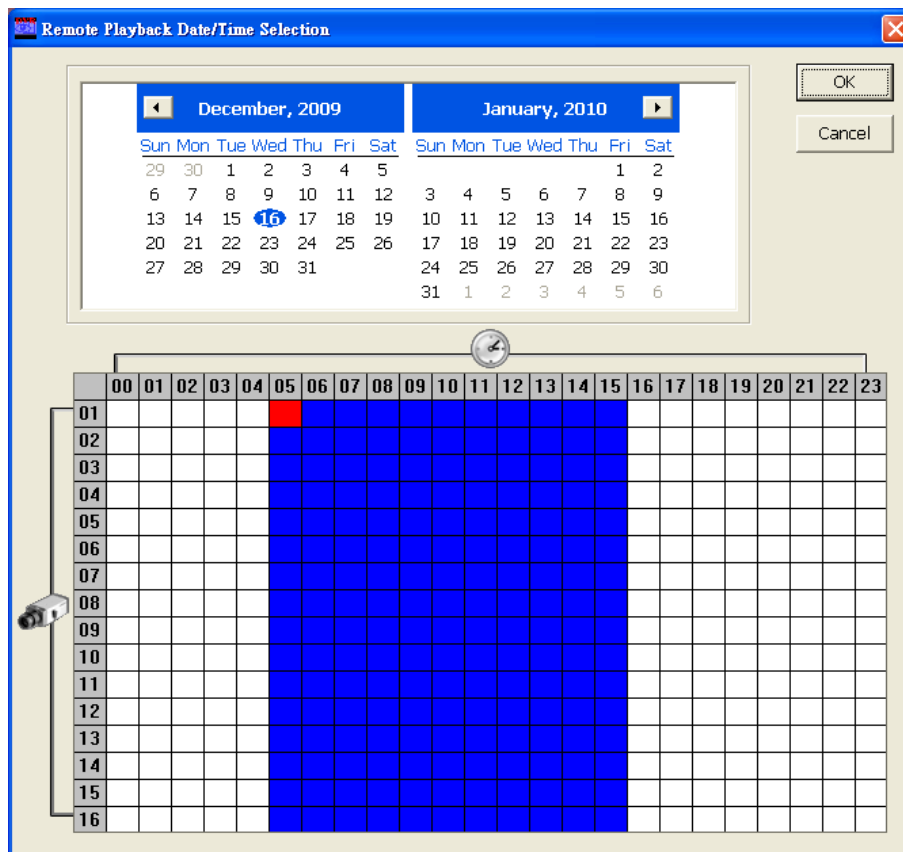 Remote Playback Date/Time Selection
OK
Cancel
December, 2009
Sun Mon Tue Wed Thu Fri Sat
29 30 1 2 3 4 5
6 7 8 9 10 11 12
13 14 15 16 17 18 19
20 21 22 23 24 25 26
27 28 29 30 31
January, 2010
Sun Mon Tue Wed Thu Fri Sat
1 2
3 4 5 6 7 8 9
10 11 12 13 14 15 16
17 18 19 20 21 22 23
24 25 26 27 28 29 30
31 1 2 3 4 5 6
00 01 02 03 04 05 06 07 08 09 10 11 12 13 14 15 16 17 18 19 20 21 22 23
01
02
03
04
05
06
07
08
09
10
11
12
13
14
15
16